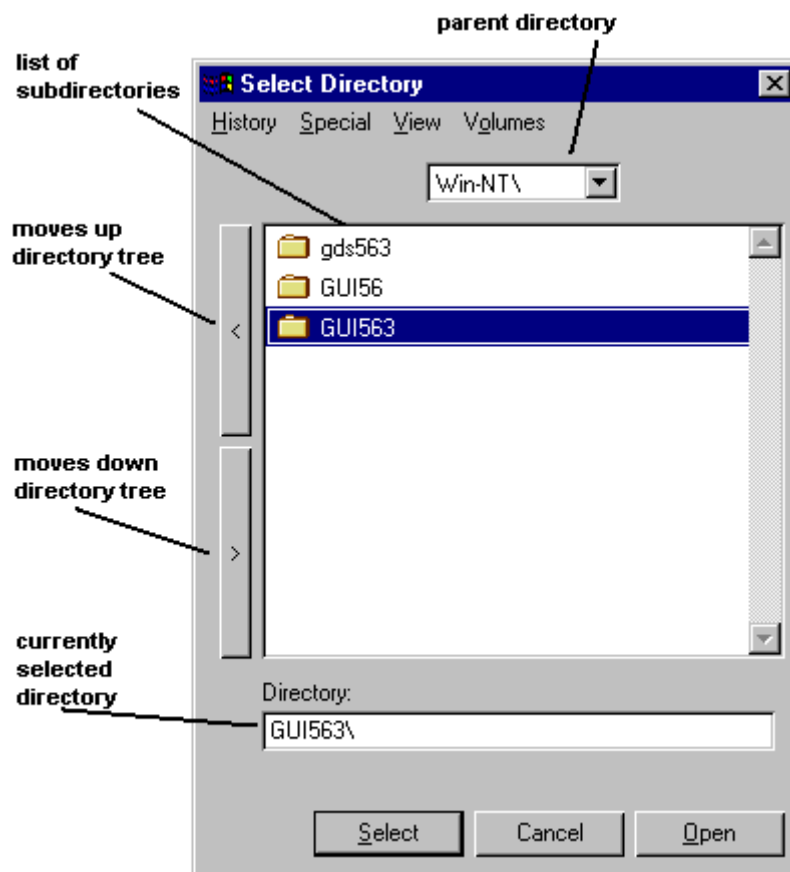 parent directory
list of
subdirectories
Select Directory
History Special View Volumes
Win-NT\
moves up
directory tree
gds563
GUI56
GUI563
<
moves down
directory tree
>
currently
selected
directory
Directory:
GUI563\
Select Cancel Open